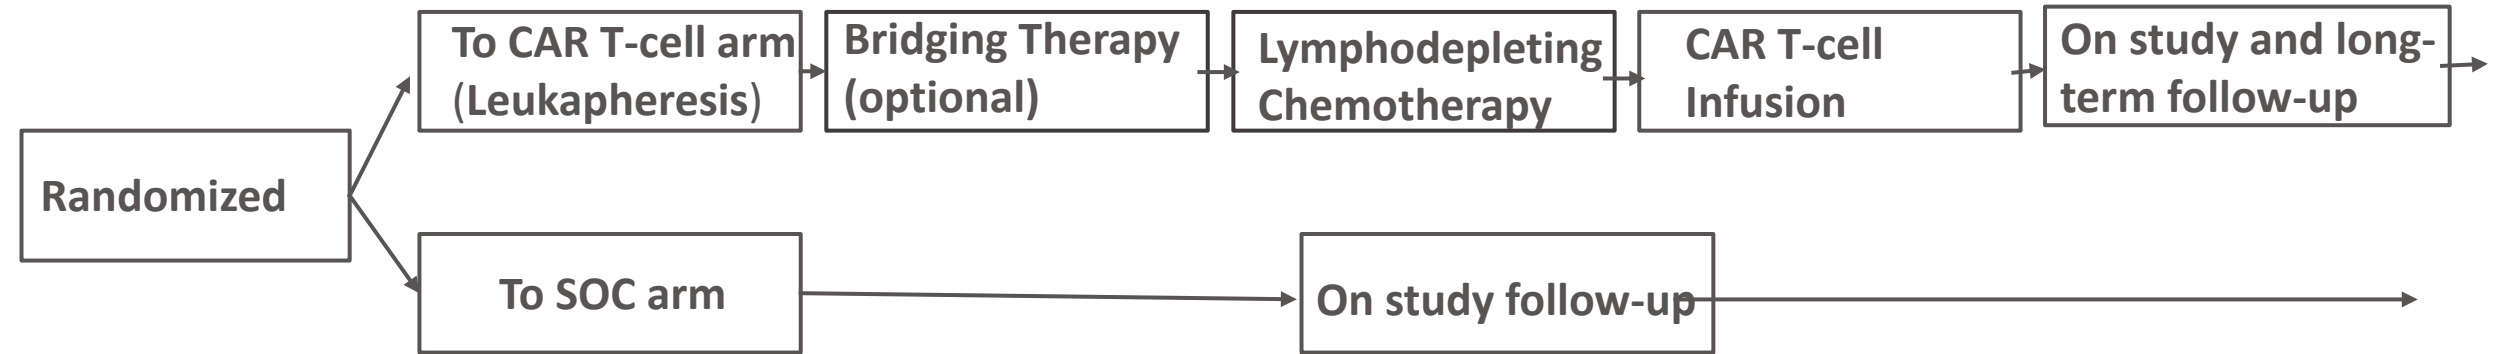 Randomized
To CAR T-cell arm
(Leukapheresis)
Bridging Therapy
(optional)
Lymphodepleting
Chemotherapy
CAR T-cell
Infusion
On study and long-
term follow-up
To SOC arm
On study follow-up